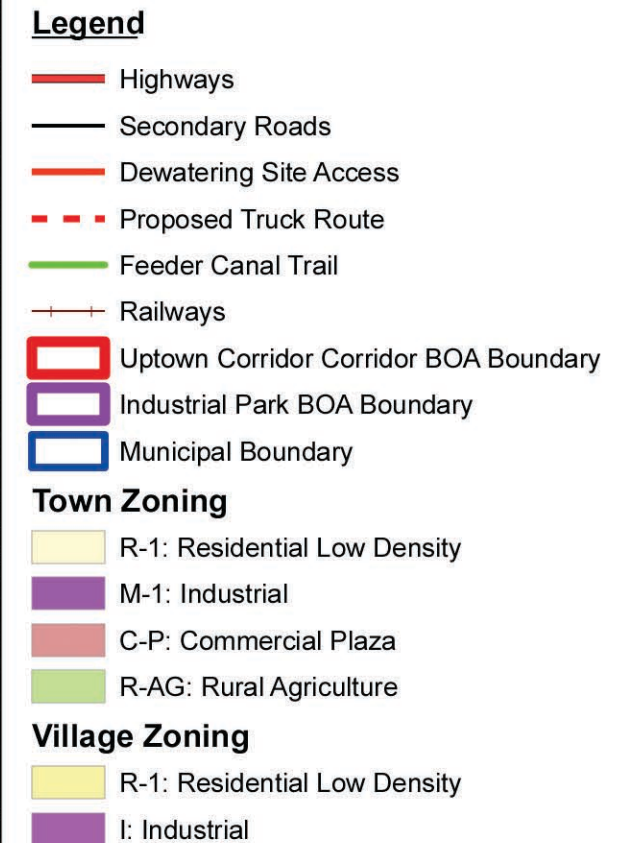 Legend
Highways
Secondary Roads
Dewatering Site Access
Proposed Truck Route
Feeder Canal Trail
Railways
Uptown Corridor Corridor BOA Boundary
Industrial Park BOA Boundary
Municipal Boundary
Town Zoning
R-1: Residential Low Density
M-1: Industrial
C-P: Commercial Plaza
R-AG: Rural Agriculture
Village Zoning
R-1: Residential Low Density
I: Industrial